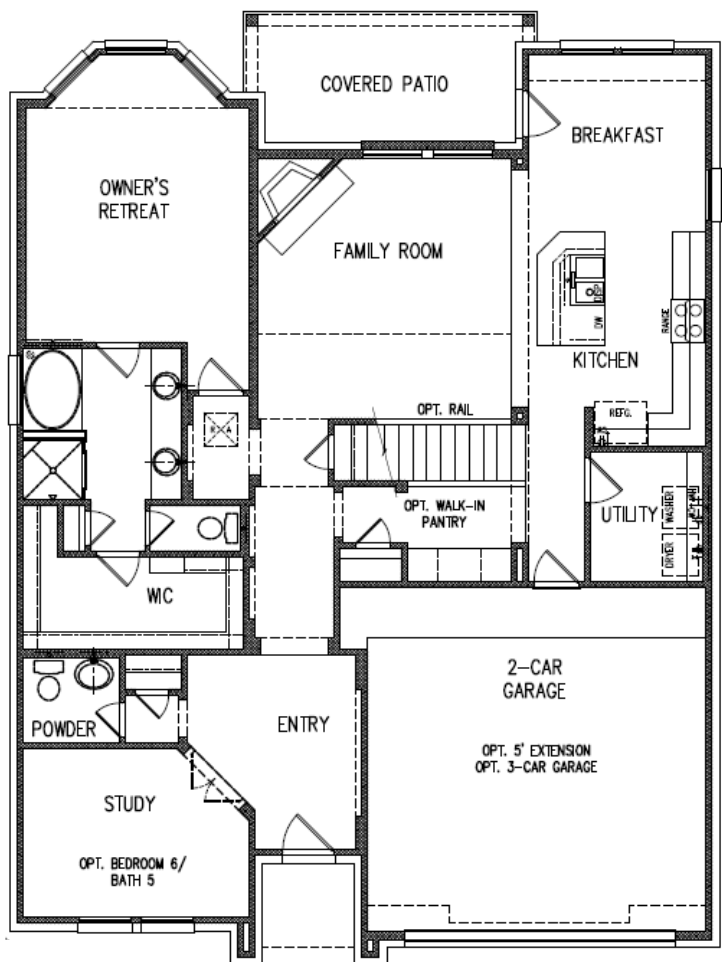 COVERED PATIO
BREAKFAST
OWNER'S
RETREAT
FAMILY ROOM
DISP
DW
RANGE
KITCHEN
OPT. RAIL
REFG.
R A
OPT. WALK-IN
PANTRY
UTILITY
WASHER
DRYER
WIC
2-CAR
GARAGE
POWDER
ENTRY
OPT. 5' EXTENSION
OPT. 3-CAR GARAGE
STUDY
OPT. BEDROOM 6/
BATH 5